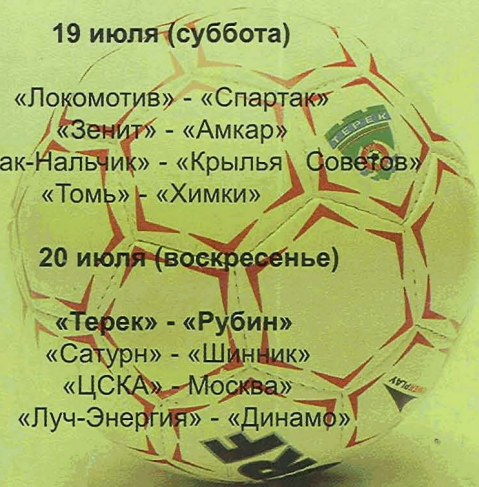 19 июля (суббота)
«Локомотив» - «Спартак»
«Зенит» - «Амкар»
ак-Нальчик» - «Крылья Советов»
«Томь» - «Химки»
ТЕРЕК
20 июля (воскресенье)
«Терек» - «Рубин»
«Сатурн» - «Шинник»
«ЦСКА» - Москва»
«Луч-Энергия» - «Динамо»